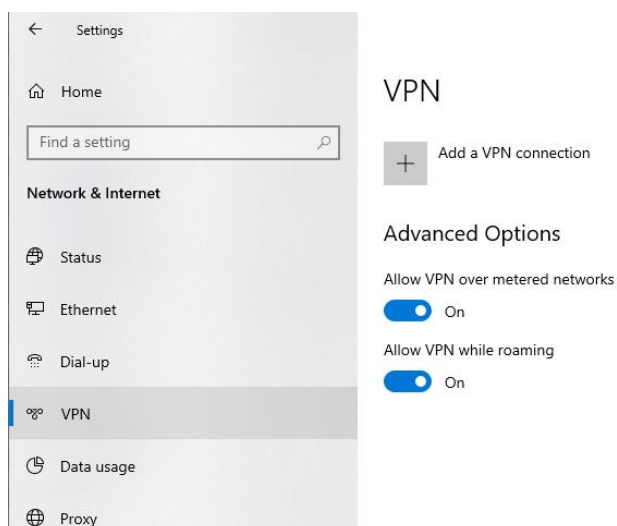 Settings
Home
Find a setting
Network & Internet
Status
Ethernet
Dial-up
VPN
Data usage
Proxy
VPN
Add a VPN connection
Advanced Options
Allow VPN over metered networks
On
Allow VPN while roaming
On